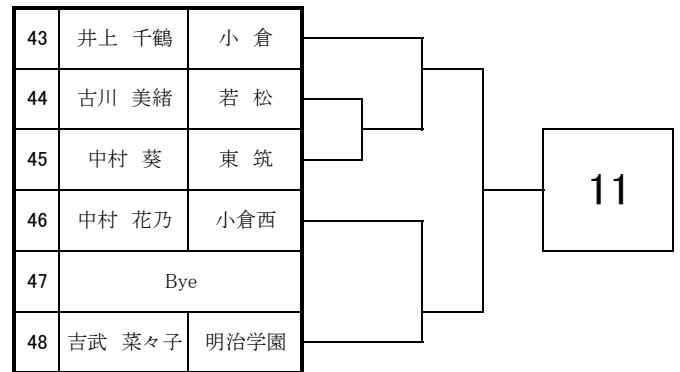 43 井上 千鶴 小 倉
44 古川 美緒 若 松
45 中村 葵 東 筑
46 中村 花乃 小倉西
47 Bye
48 吉武 菜々子 明治学園
11